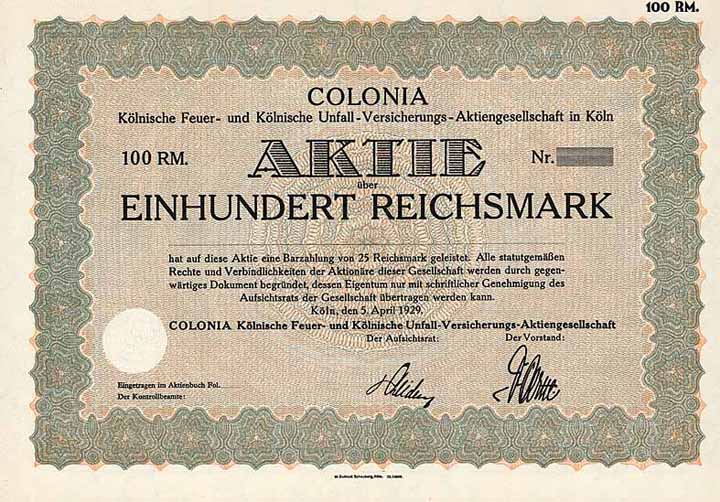 100 RM.
COLONIA
Kölnische Feuer- und Kölnische Unfall-Versicherungs-Aktiengesellschaft in Köln
100 RM. AKTIE Nr.
über
EINHUNDERT REICHSMARK
hat auf diese Aktie eine Barzahlung von 25 Reichsmark geleistet. Alle statutgemäßen
Rechte und Verbindlichkeiten der Aktionäre dieser Gesellschaft werden durch gegen-
wärtiges Dokument begründet, dessen Eigentum nur mit schriftlicher Genehmigung des
Aufsichtsrats der Gesellschaft übertragen werden kann.
Köln, den 5. April 1929.
COLONIA Kölnische Feuer- und Kölnische Unfall-Versicherungs-Aktiengesellschaft
Der Aufsichtsrat: Der Vorstand:
Eingetragen im Aktienbuch Fol.
Der Kontrollbeamte: